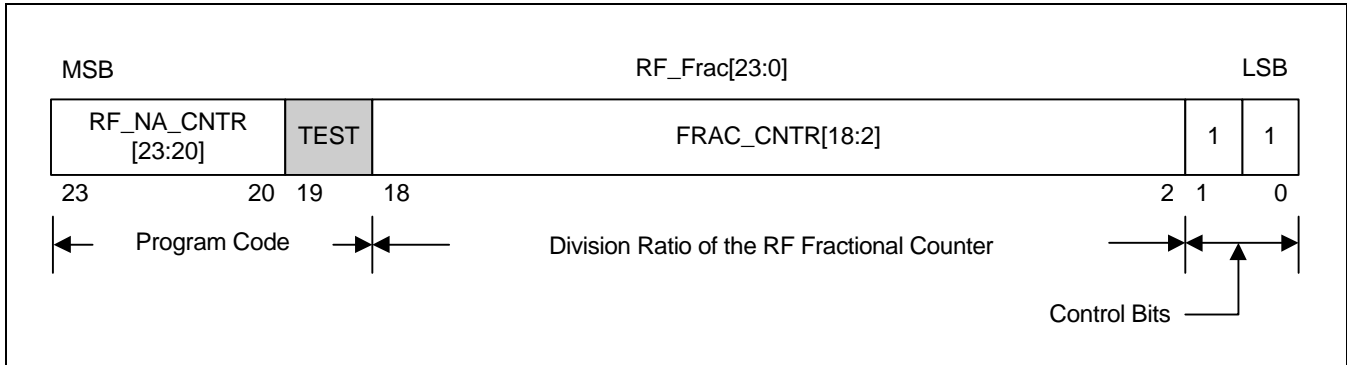 MSB RF_Frac[23:0] LSB
RF_NA_CNTR
[23:20]
TEST
FRAC_CNTR[18:2]
1 1
23 20 19 18 2 1 0
Program Code Division Ratio of the RF Fractional Counter
Control Bits